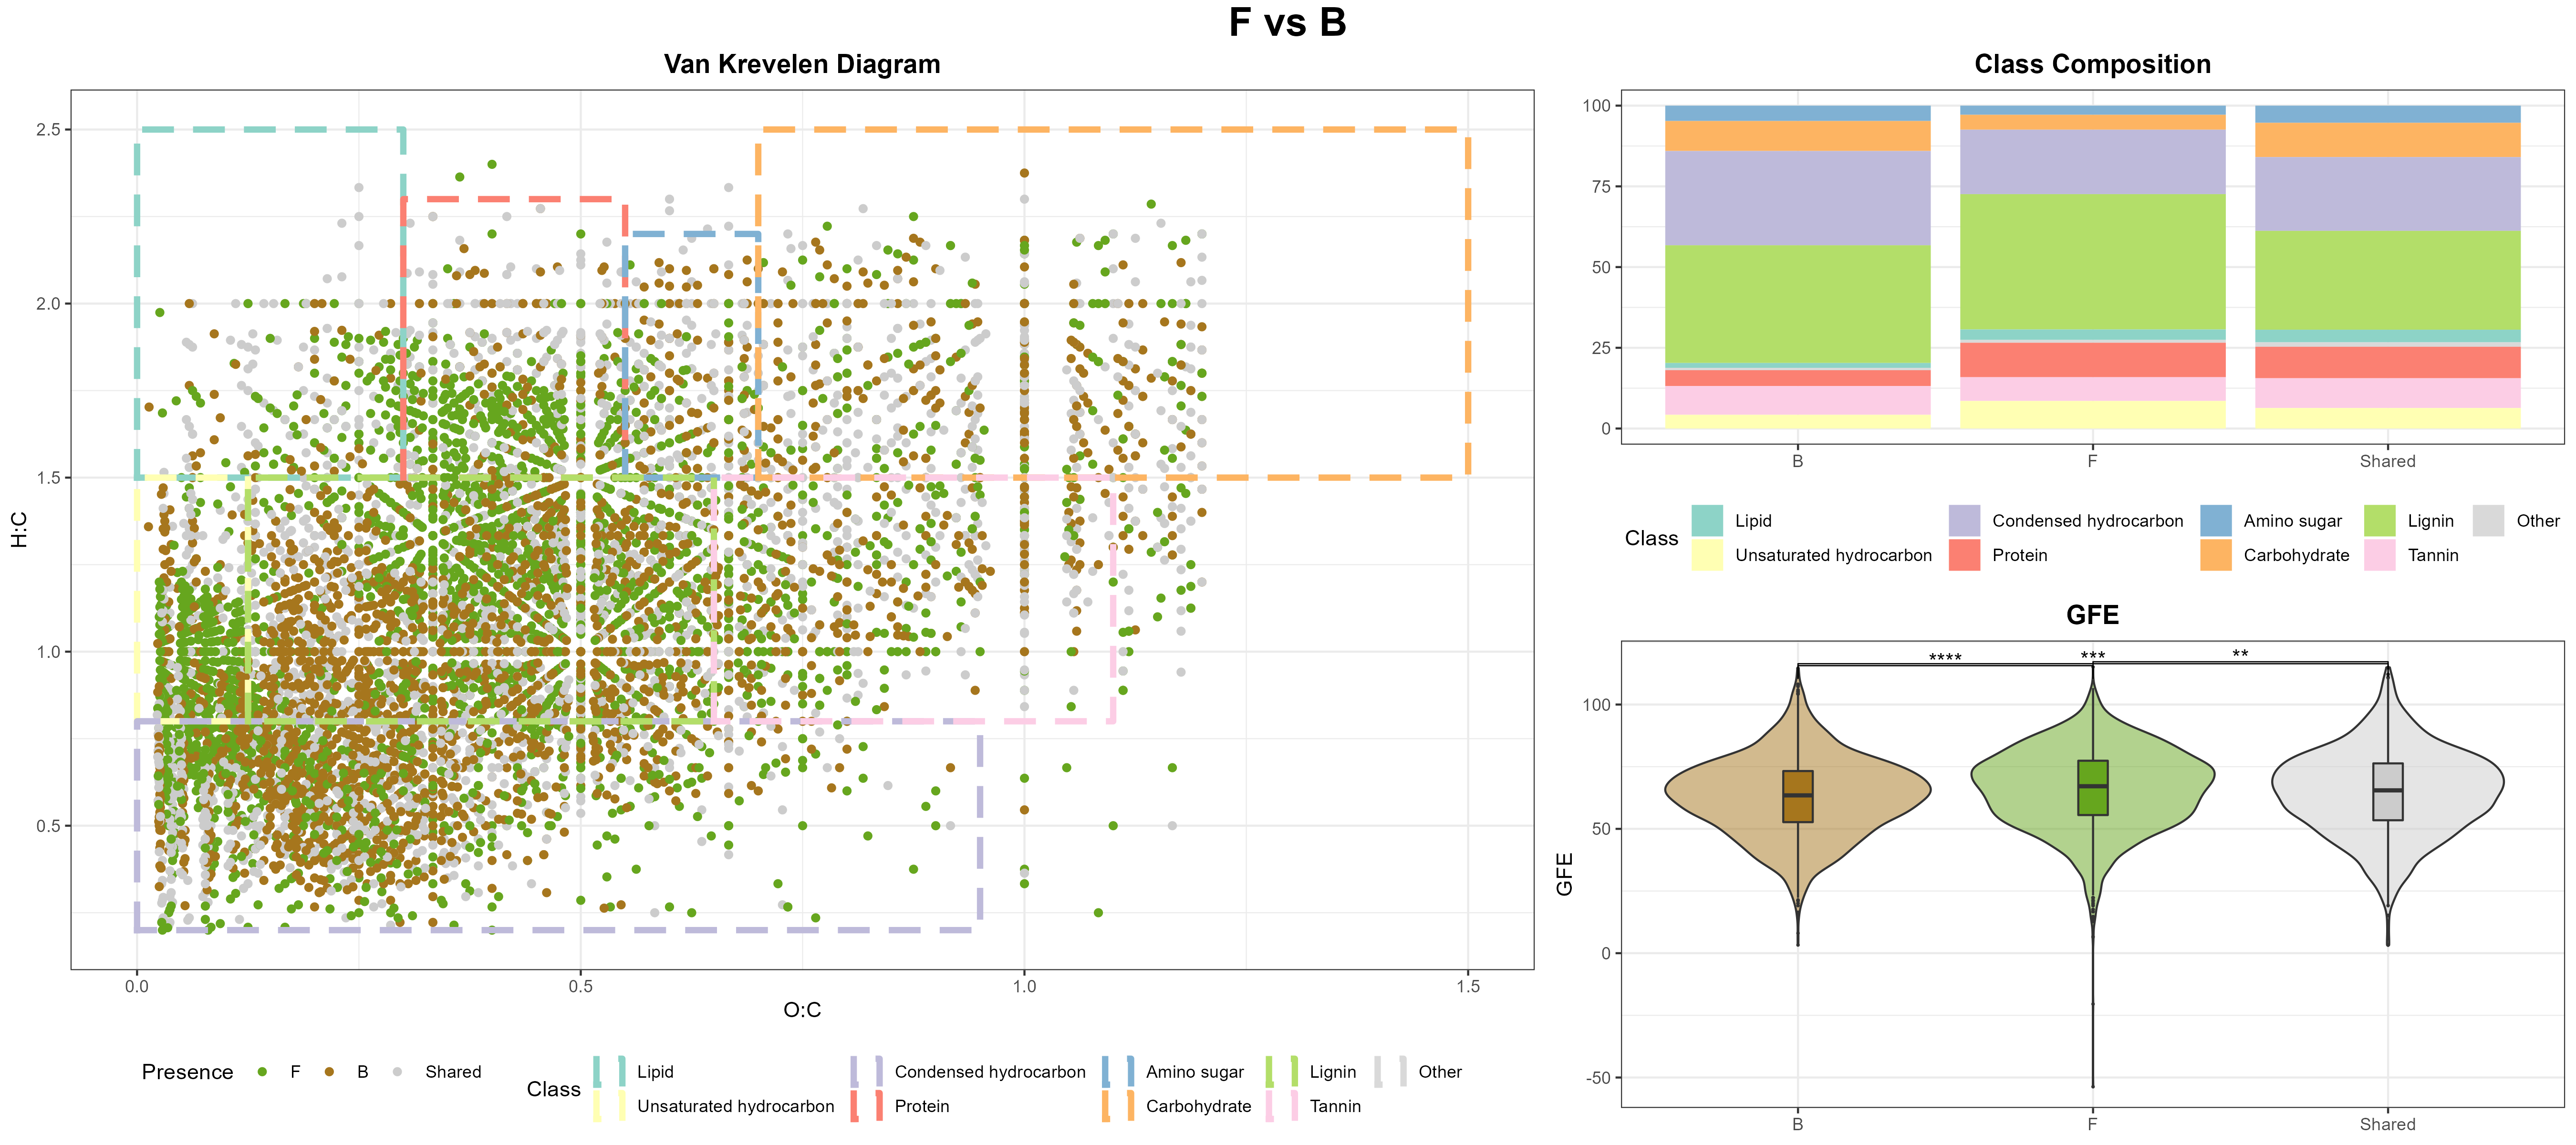 F vs B
Van Krevelen Diagram
H:C
2.5
2.0
1.5
1.0
0.5
0.0 0.5 1.0 1.5
O:C
Presence F B Shared
Class Lipid Condensed hydrocarbon Amino sugar Lignin Other
Unsaturated hydrocarbon Protein Carbohydrate Tannin
Class Composition
100
75
50
25
0
B F Shared
Class Lipid Condensed hydrocarbon Amino sugar Lignin Other
Unsaturated hydrocarbon Protein Carbohydrate Tannin
GFE
**** *** **
GFE
100
50
0
-50
B F Shared